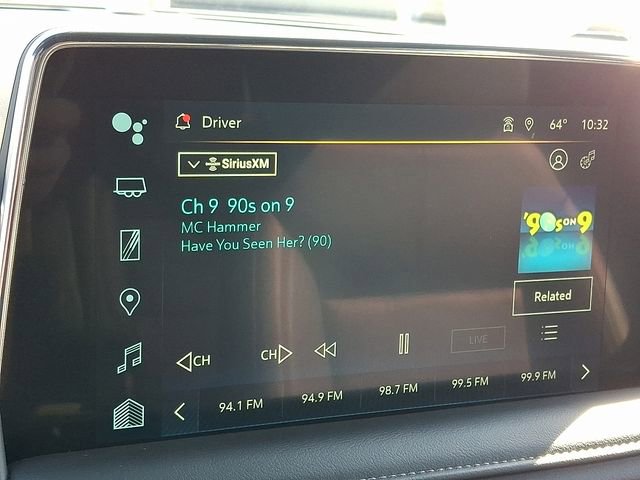 Driver
64° 10:32
SiriusXM
Ch 9 90s on 9
MC Hammer
Have You Seen Her? (90)
'90s ON 9
Related
CH CH LIVE
94.1 FM 94.9 FM 98.7 FM 99.5 FM 99.9 FM